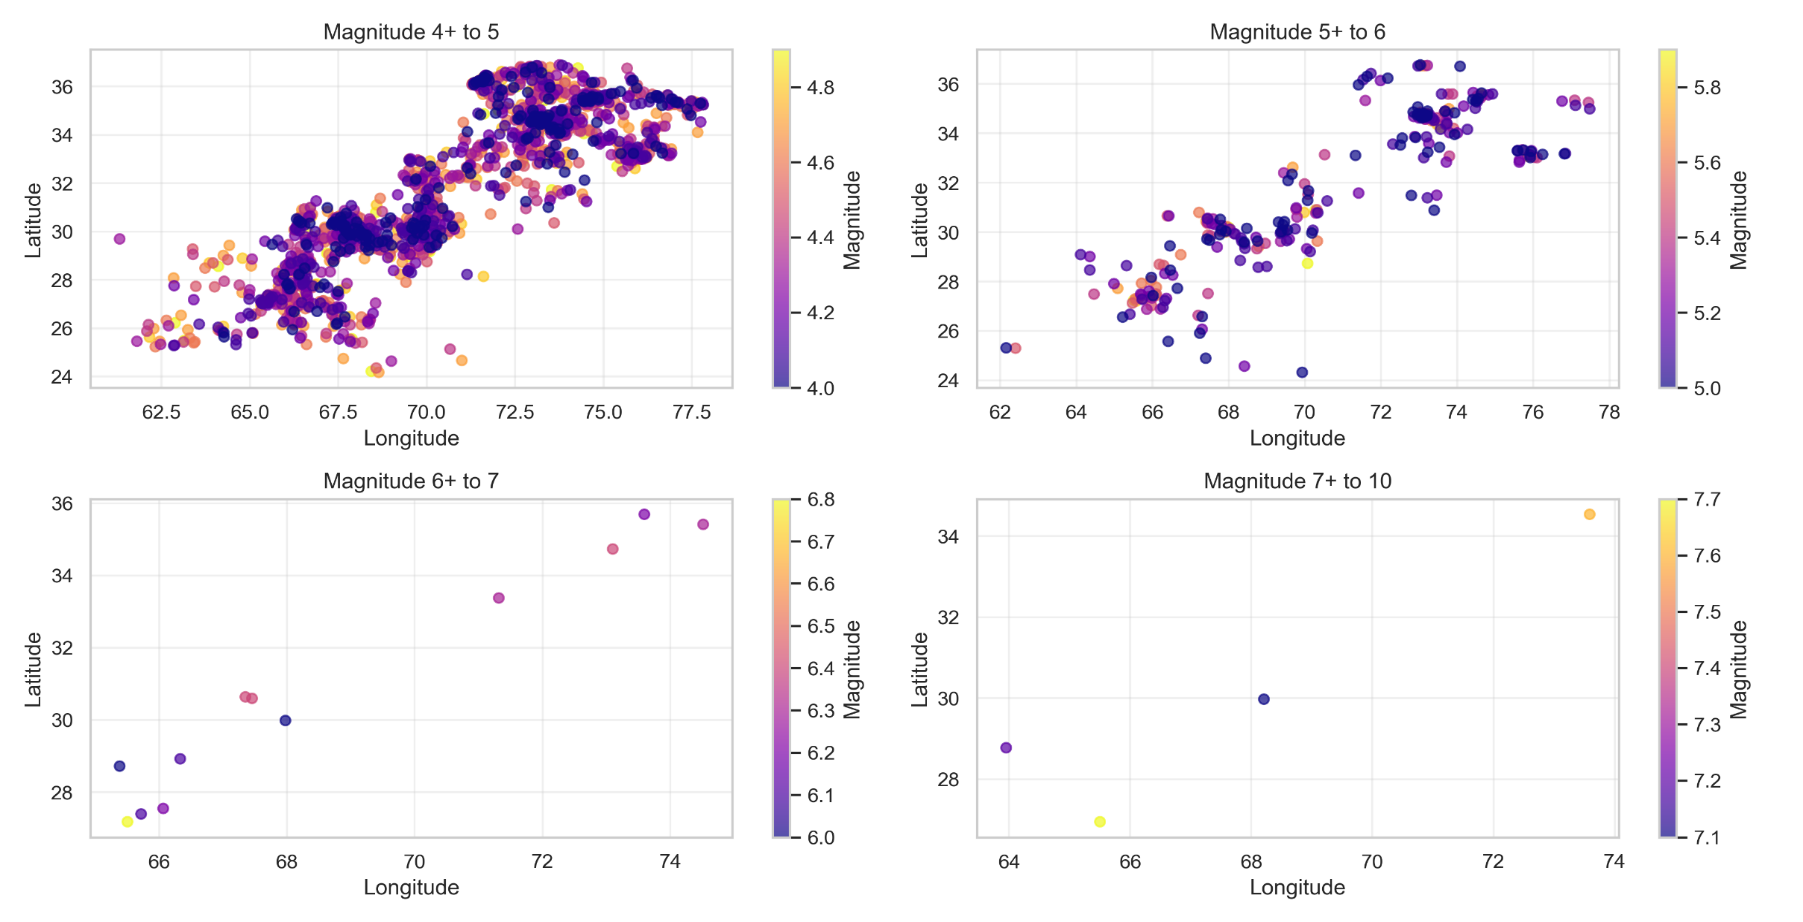 Magnitude 4+ to 5
Latitude
36
34
32
30
28
26
24
62.5 65.0 67.5 70.0 72.5 75.0 77.5
Longitude
4.8
4.6
4.4
4.2
4.0
Magnitude
Magnitude 5+ to 6
Latitude
36
34
32
30
28
26
24
62 64 66 68 70 72 74 76 78
Longitude
5.8
5.6
5.4
5.2
5.0
Magnitude
Magnitude 6+ to 7
Latitude
36
34
32
30
28
66 68 70 72 74
Longitude
6.8
6.7
6.6
6.5
6.4
6.3
6.2
6.1
6.0
Magnitude
Magnitude 7+ to 10
Latitude
34
32
30
28
64 66 68 70 72 74
Longitude
7.7
7.6
7.5
7.4
7.3
7.2
7.1
Magnitude